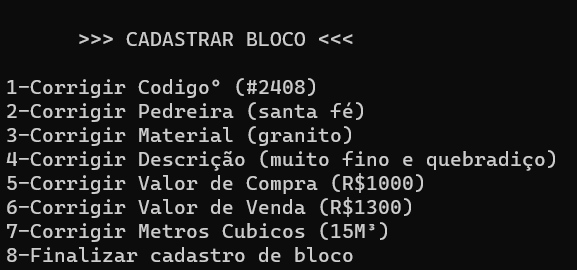 >>> CADASTRAR BLOCO <<<
1-Corrigir Codigo° (#2408)
2-Corrigir Pedreira (santa fé)
3-Corrigir Material (granito)
4-Corrigir Descrição (muito fino e quebradiço)
5-Corrigir Valor de Compra (R$1000)
6-Corrigir Valor de Venda (R$1300)
7-Corrigir Metros Cubicos (15M³)
8-Finalizar cadastro de bloco